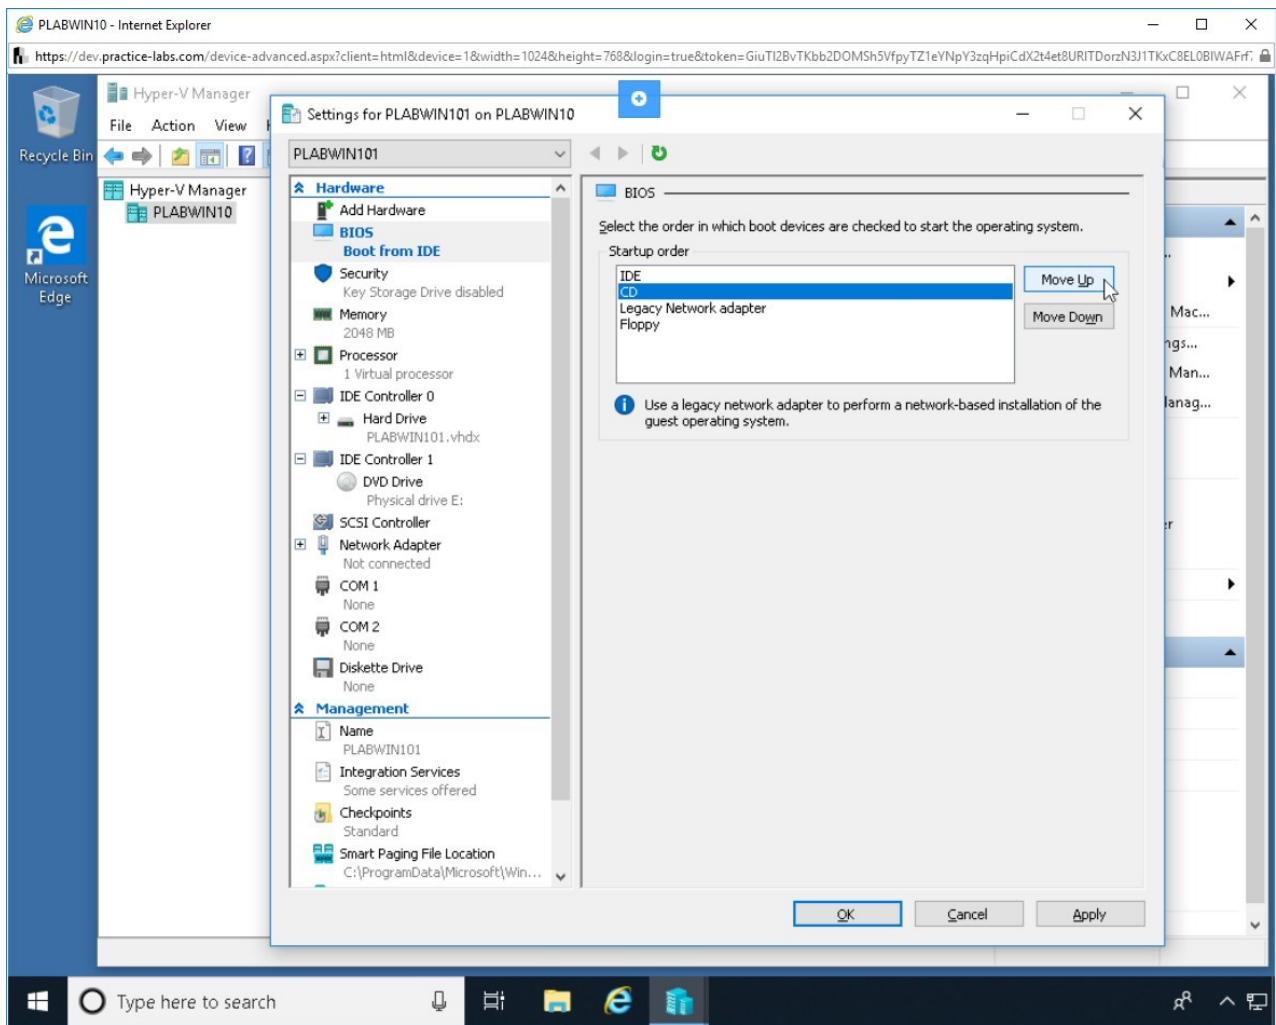 PLABWIN10 - Internet Explorer
https://dev.practice-labs.com/device-advanced.aspx?client=html&device=1&width=1024&height=768&login=true&token=
Recycle Bin
Microsoft
Edge
Hyper-V Manager
File Action View
Hyper-V Manager
PLABWIN10
Settings for PLABWIN101 on PLABWIN10
PLABWIN101
Hardware
Add Hardware
BIOS
Boot from IDE
Security
Key Storage Drive disabled
Memory
2048 MB
Processor
1 Virtual processor
IDE Controller 0
Hard Drive
PLABWIN101.vhdx
IDE Controller 1
DVD Drive
Physical drive E:
SCSI Controller
Network Adapter
Not connected
COM 1
None
COM 2
None
Diskette Drive
None
Management
Name
PLABWIN101
Integration Services
Some services offered
Checkpoints
Standard
Smart Paging File Location
C:\ProgramData\Microsoft\Win...
BIOS
Select the order in which boot devices are checked to start the operating system.
Startup order
IDE
CD
Legacy Network adapter
Floppy
Move Up
Move Down
Use a legacy network adapter to perform a network-based installation of the
guest operating system.
OK Cancel Apply
Mac...
ngs...
Man...
lanag...
er
Type here to search